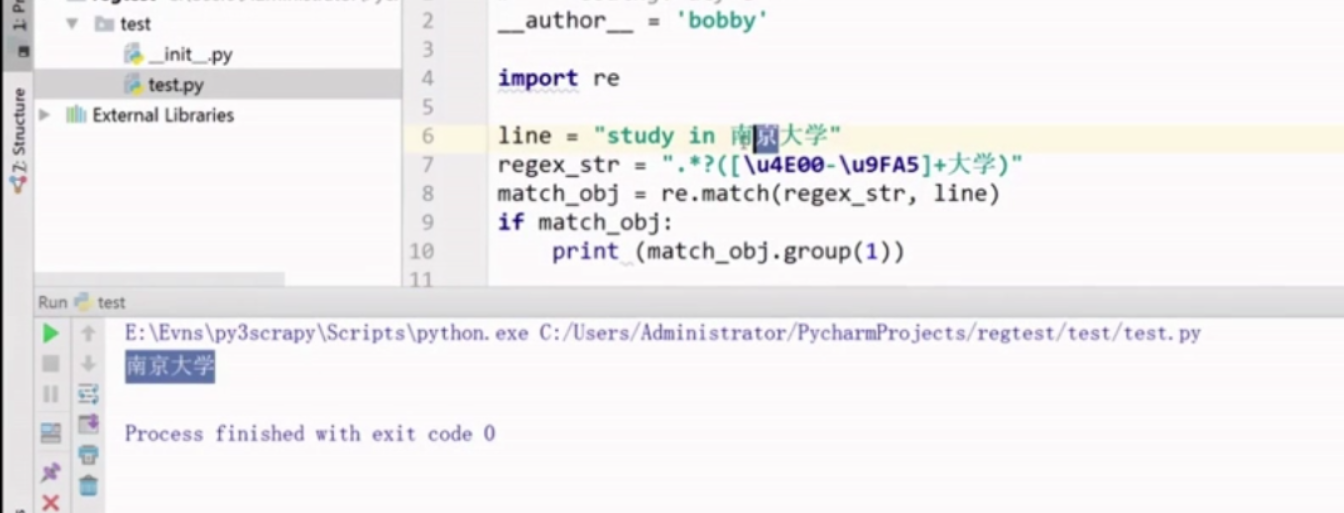 test
__init__.py
test.py
External Libraries
7: Structure
2 __author__ = 'bobby'
3
4 import re
5
6 line = "study in 南京大学"
7 regex_str = ".*?([\u4E00-\u9FA5]+大学)"
8 match_obj = re.match(regex_str, line)
9 if match_obj:
10 print (match_obj.group(1))
11
Run test
E:\Evns\py3scrapy\Scripts\python.exe C:/Users/Administrator/PycharmProjects/regtest/test/test.py
南京大学
Process finished with exit code 0